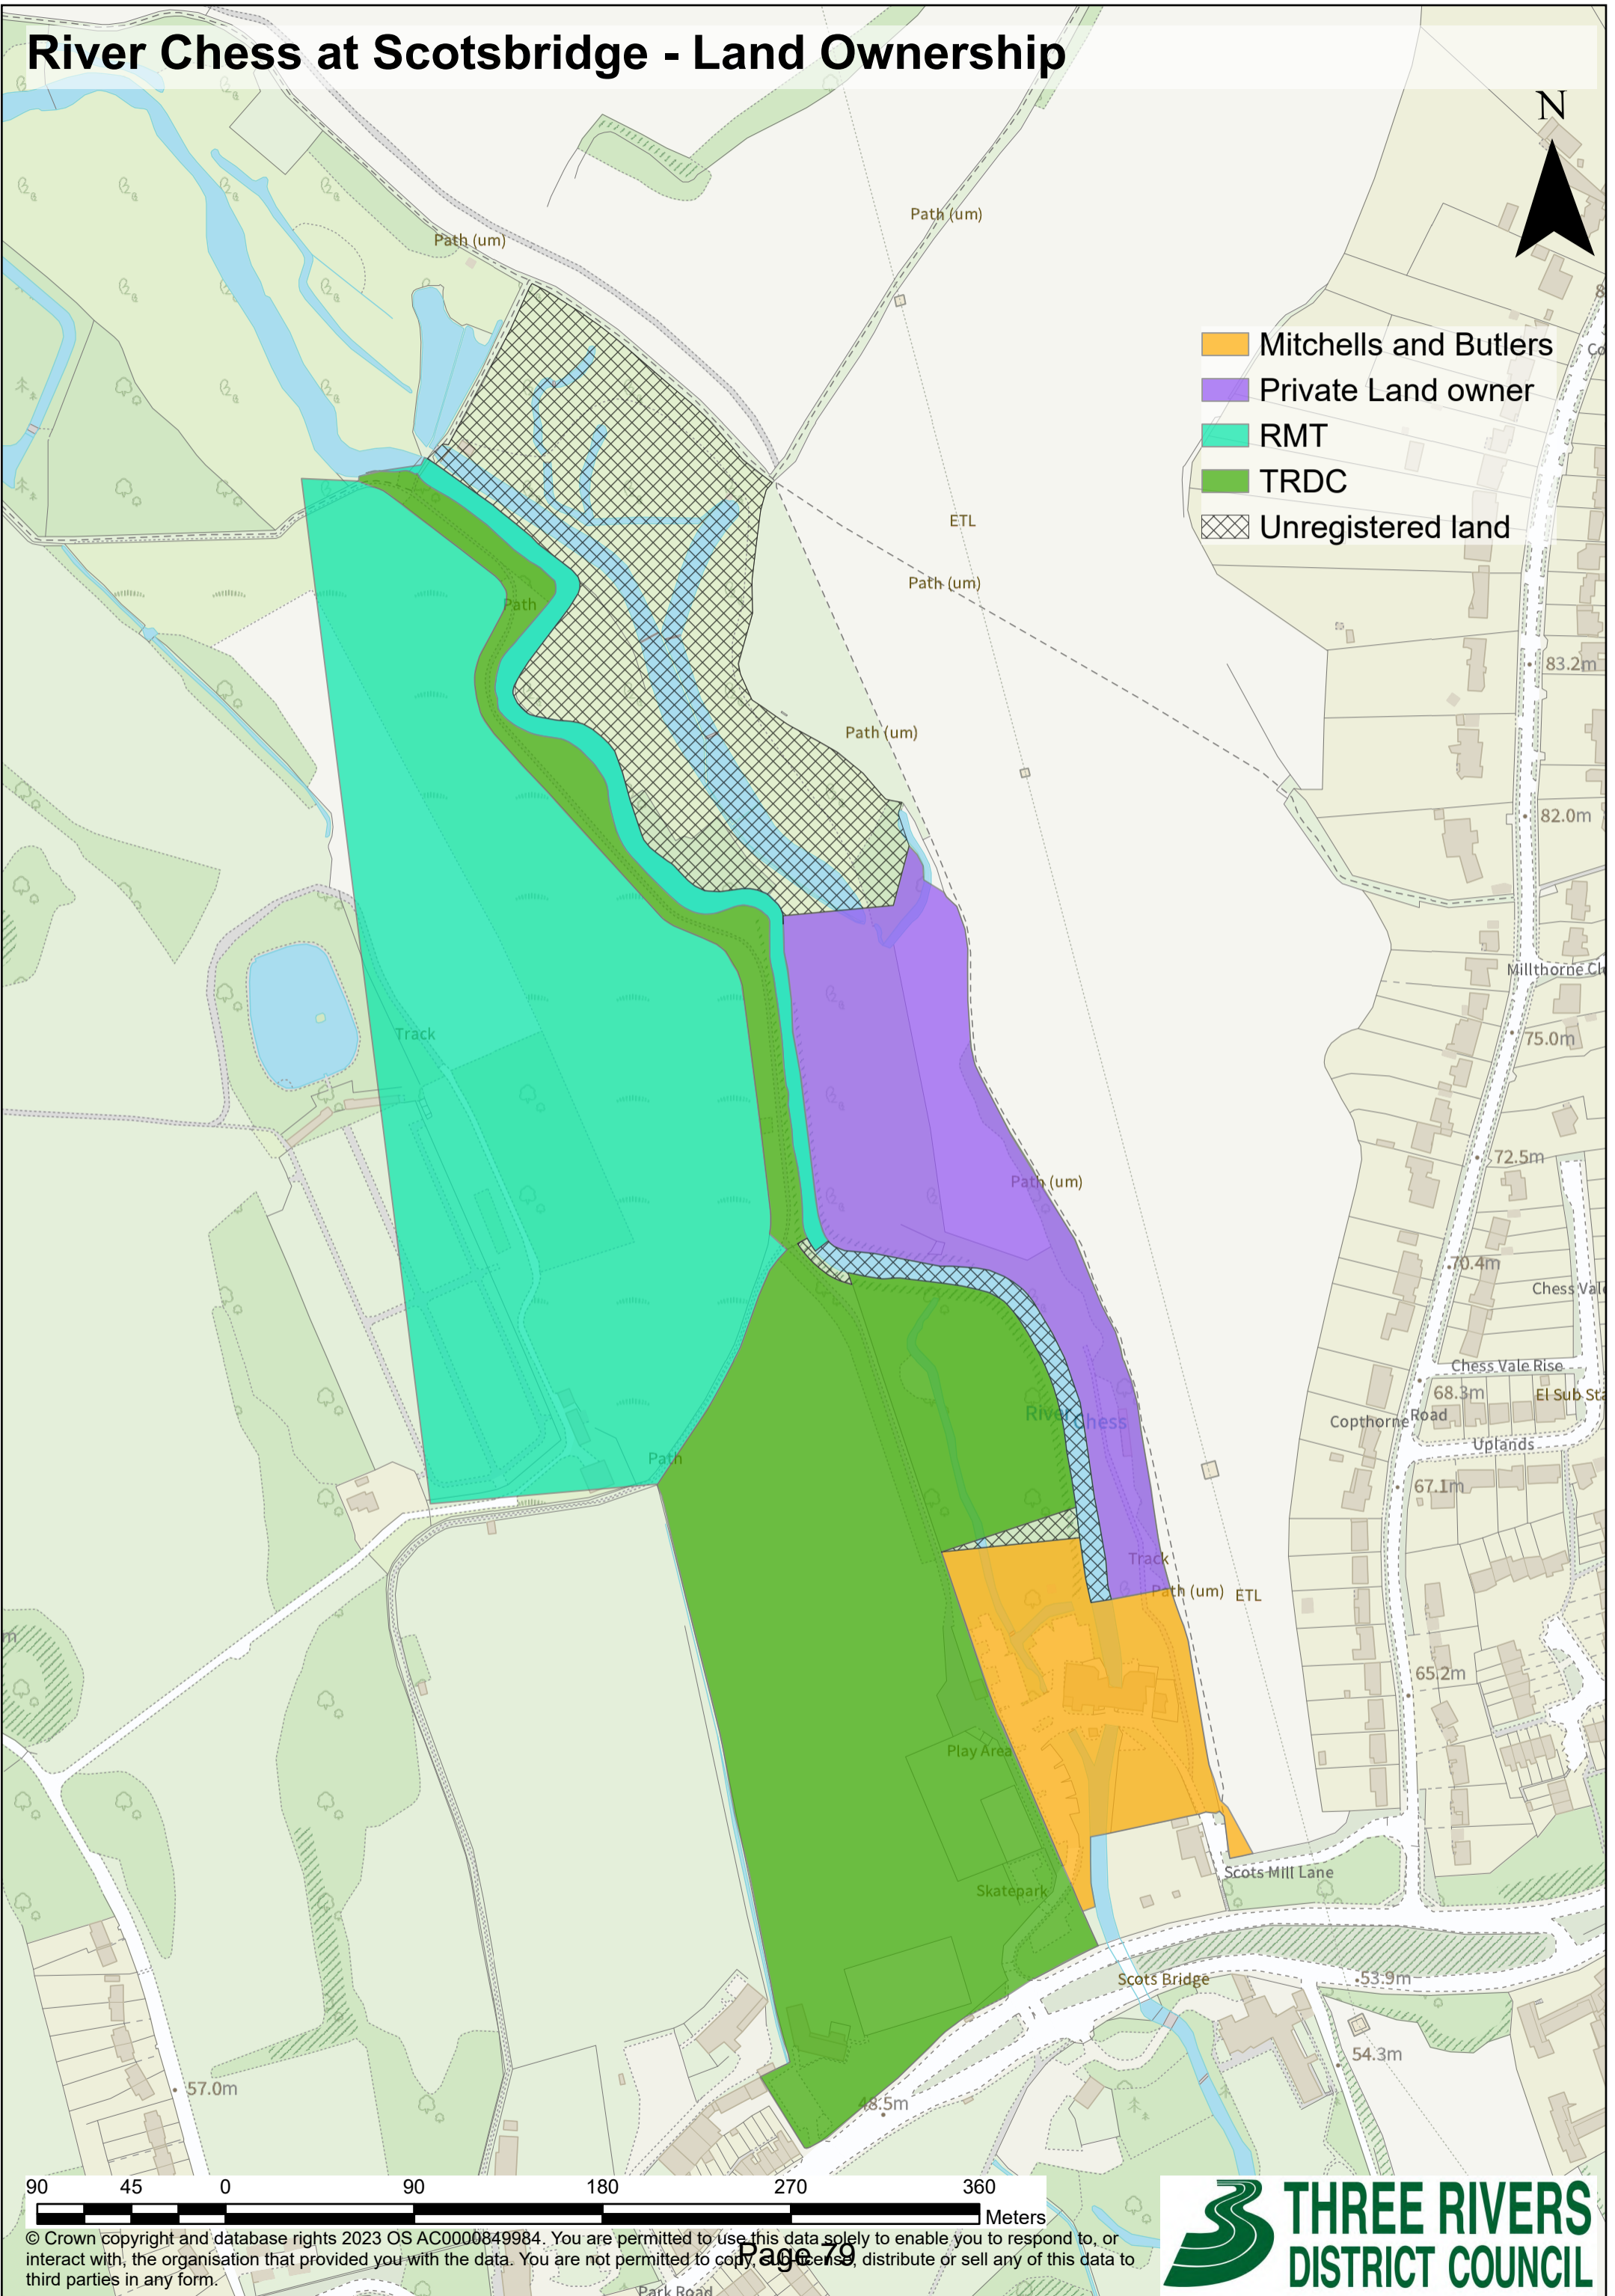 River Chess at Scotsbridge - Land Ownership
N
Path (um)
Path (um)
Mitchells and Butlers
Private Land owner
RMT
TRDC
Unregistered land
ETL
Path (um)
Path
83.2m
Path (um)
82.0m
Millthorne Clo
Track
75.0m
72.5m
Path (um)
70.4m
Chess Vale
Chess Vale Rise
68.3m
El Sub Sta
Copthorne Road
River Chess
Uplands
Path
67.1m
Track
Path (um)
ETL
m
65.2m
Play Area
Scots Mill Lane
Skatepark
Scots Bridge
53.9m
54.3m
57.0m
48.5m
90 45 0 90 180 270 360
Meters
© Crown copyright and database rights 2023 OS AC0000849984. You are permitted to use this data solely to enable you to respond to, or
interact with, the organisation that provided you with the data. You are not permitted to copy, sub-license, distribute or sell any of this data to
third parties in any form.
Page 79
Park Road
THREE RIVERS
DISTRICT COUNCIL